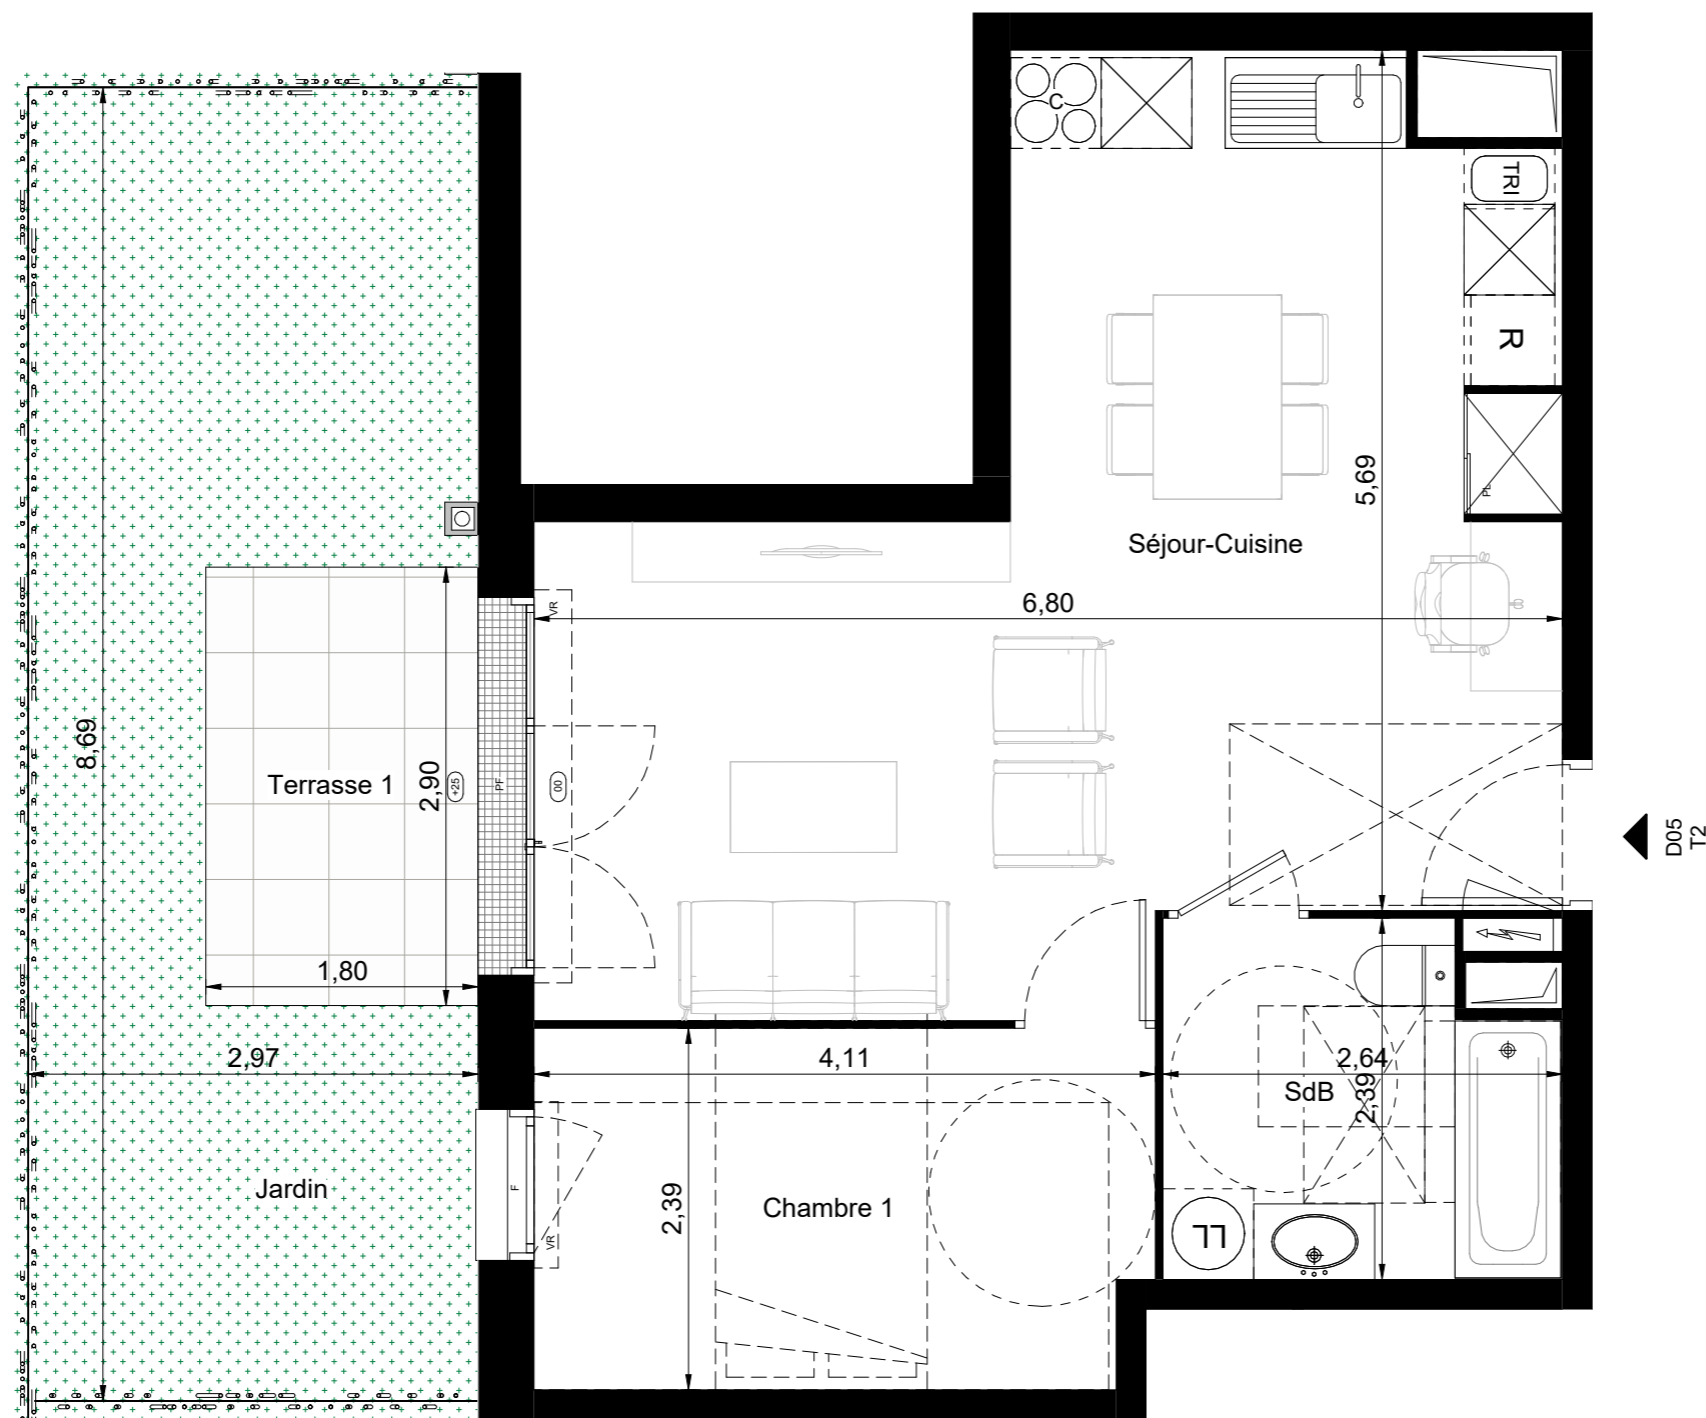 C
TRI
R
PL
5,69
Séjour-Cuisine
6,80
VR
8,69
Terrasse 1
2,90
+25
PF
00
D05
T2
1,80
2,97
4,11
2,64
SdB
2,39
Jardin
F
VR
2,39
Chambre 1
LL